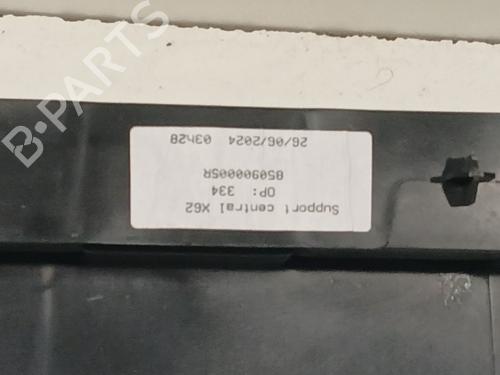 Support central X62
OP: 334
850900005R
26/06/2024 03h28
B-PARTS